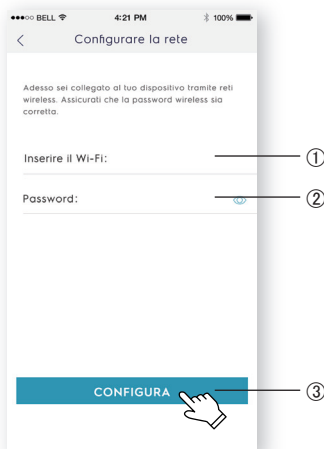 BELL 4:21 PM 100%
Configurare la rete
Adesso sei collegato al tuo dispositivo tramite reti
wireless. Assicurati che la password wireless sia
corretta.
Inserire il Wi-Fi: ①
Password: ②
CONFIGURA ③